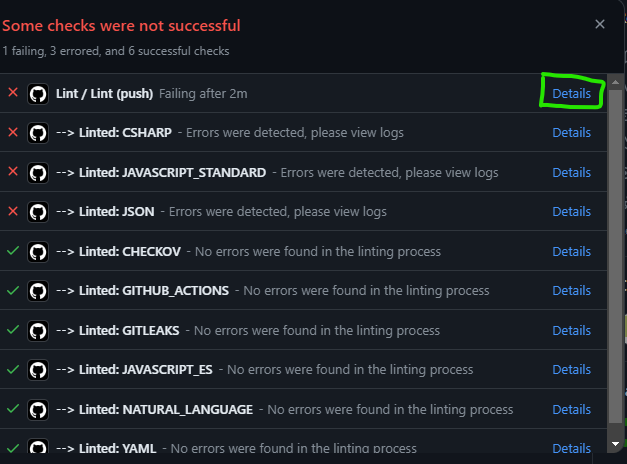 Some checks were not successful
1 failing, 3 errored, and 6 successful checks
Lint / Lint (push) Failing after 2m Details
--> Linted: CSHARP - Errors were detected, please view logs Details
--> Linted: JAVASCRIPT_STANDARD - Errors were detected, please view logs Details
--> Linted: JSON - Errors were detected, please view logs Details
--> Linted: CHECKOV - No errors were found in the linting process Details
--> Linted: GITHUB_ACTIONS - No errors were found in the linting process Details
--> Linted: GITLEAKS - No errors were found in the linting process Details
--> Linted: JAVASCRIPT_ES - No errors were found in the linting process Details
--> Linted: NATURAL_LANGUAGE - No errors were found in the linting process Details
--> Linted: YAML - No errors were found in the linting process Details